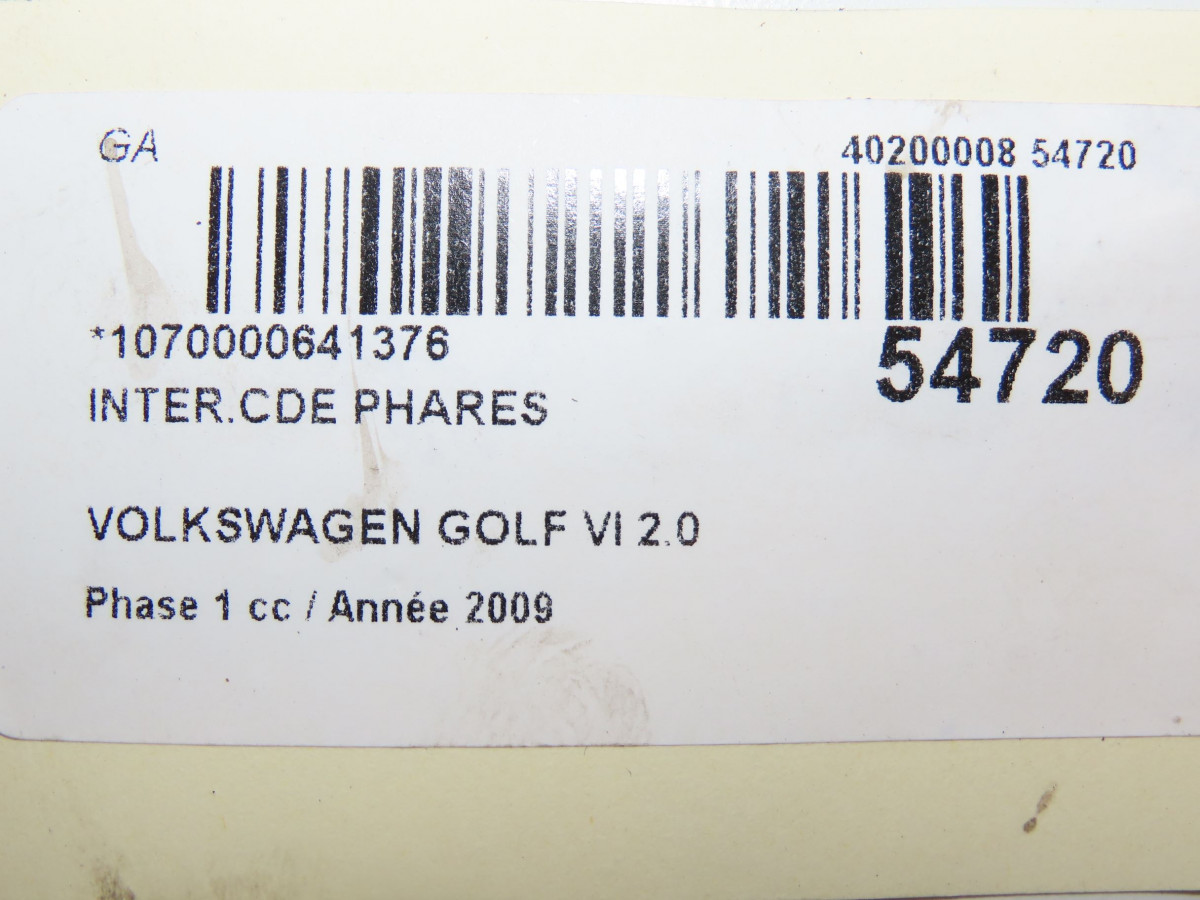 GA
40200008 54720
*1070000641376
54720
INTER.CDE PHARES
VOLKSWAGEN GOLF VI 2.0
Phase 1 cc / Année 2009